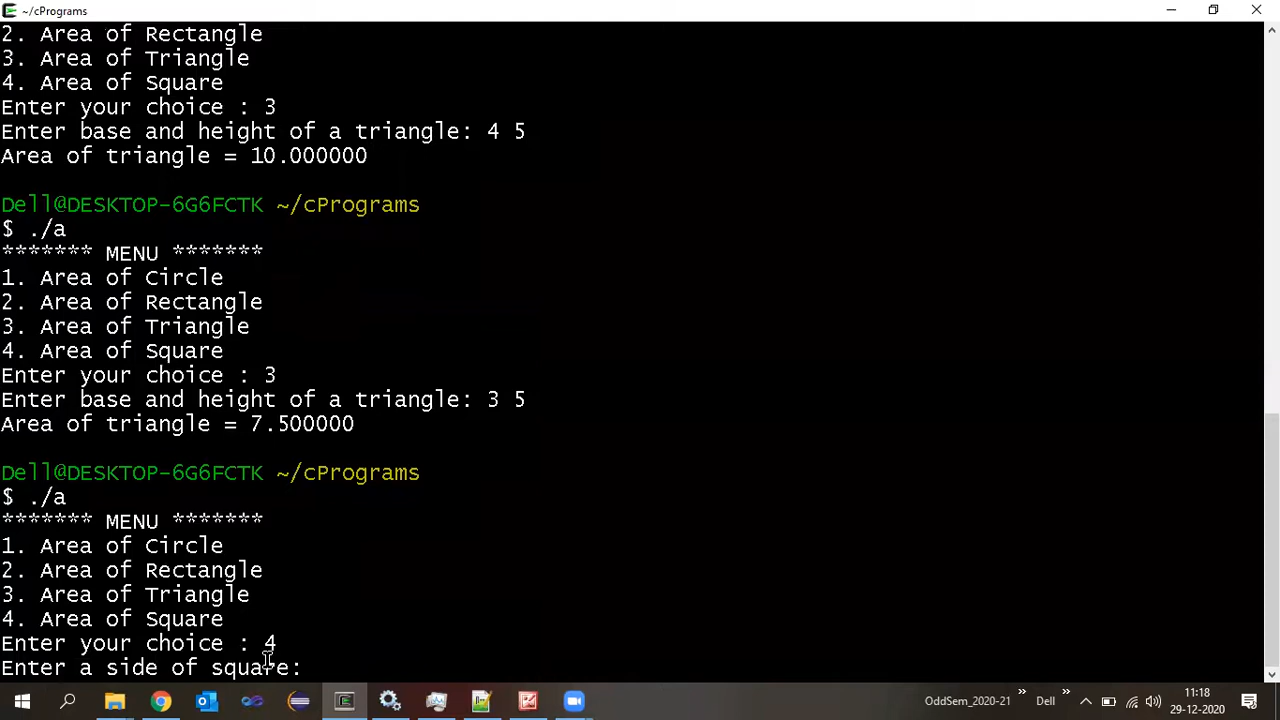 ~/cPrograms
2. Area of Rectangle
3. Area of Triangle
4. Area of Square
Enter your choice : 3
Enter base and height of a triangle: 4 5
Area of triangle = 10.000000
Dell@DESKTOP-6G6FCTK ~/cPrograms
$ ./a
******* MENU *******
1. Area of Circle
2. Area of Rectangle
3. Area of Triangle
4. Area of Square
Enter your choice : 3
Enter base and height of a triangle: 3 5
Area of triangle = 7.500000
Dell@DESKTOP-6G6FCTK ~/cPrograms
$ ./a
******* MENU *******
1. Area of Circle
2. Area of Rectangle
3. Area of Triangle
4. Area of Square
Enter your choice : 4
Enter a side of square:
OddSem_2020-21 » Dell » 11:18
29-12-2020